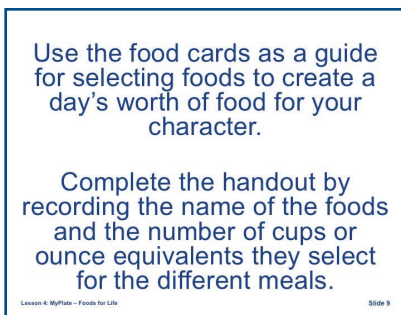 Use the food cards as a guide
for selecting foods to create a
day's worth of food for your
character.
Complete the handout by
recording the name of the foods
and the number of cups or
ounce equivalents they select
for the different meals.
Lesson 4: MyPlate – Foods for Life
Slide 9